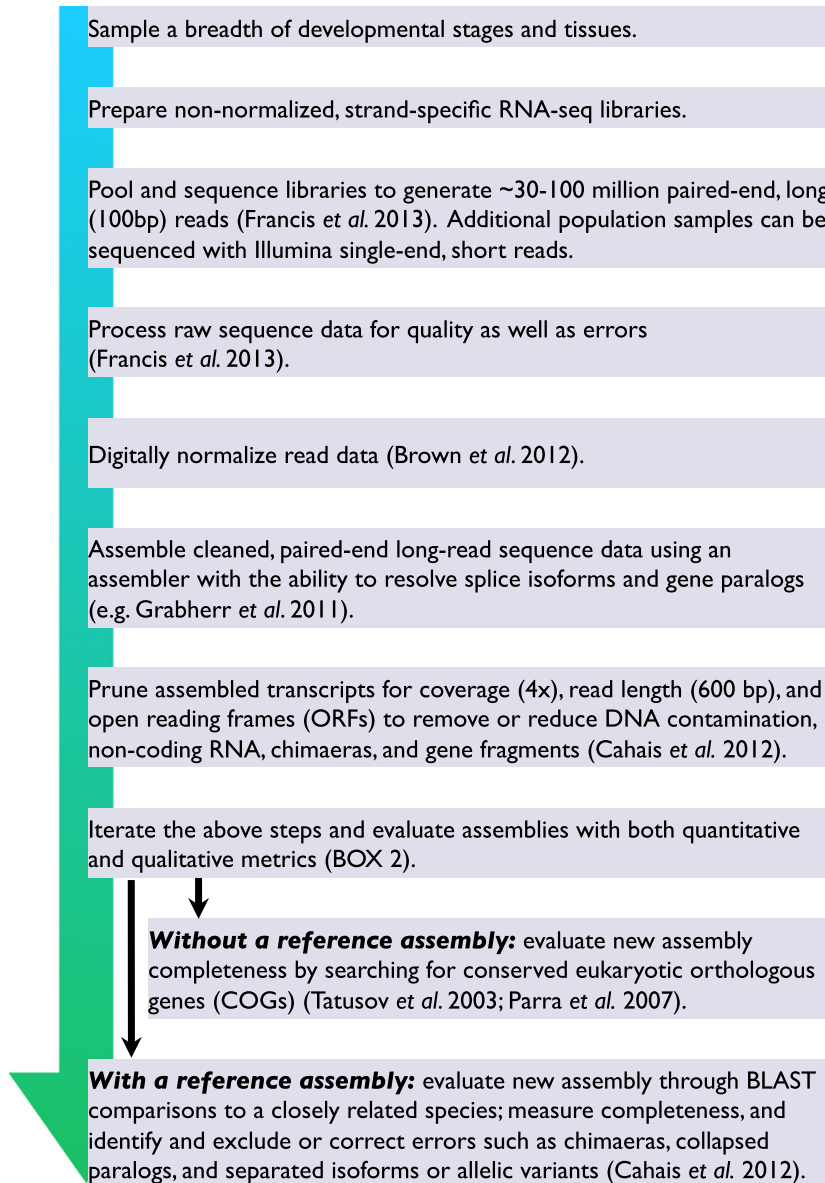 Sample a breadth of developmental stages and tissues.
Prepare non-normalized, strand-specific RNA-seq libraries.
Pool and sequence libraries to generate ~30-100 million paired-end, long
(100bp) reads (Francis et al. 2013). Additional population samples can be
sequenced with Illumina single-end, short reads.
Process raw sequence data for quality as well as errors
(Francis et al. 2013).
Digitally normalize read data (Brown et al. 2012).
Assemble cleaned, paired-end long-read sequence data using an
assembler with the ability to resolve splice isoforms and gene paralogs
(e.g. Grabherr et al. 2011).
Prune assembled transcripts for coverage (4x), read length (600 bp), and
open reading frames (ORFs) to remove or reduce DNA contamination,
non-coding RNA, chimaeras, and gene fragments (Cahais et al. 2012).
Iterate the above steps and evaluate assemblies with both quantitative
and qualitative metrics (BOX 2).
Without a reference assembly: evaluate new assembly
completeness by searching for conserved eukaryotic orthologous
genes (COGs) (Tatusov et al. 2003; Parra et al. 2007).
With a reference assembly: evaluate new assembly through BLAST
comparisons to a closely related species; measure completeness, and
identify and exclude or correct errors such as chimaeras, collapsed
paralogs, and separated isoforms or allelic variants (Cahais et al. 2012).